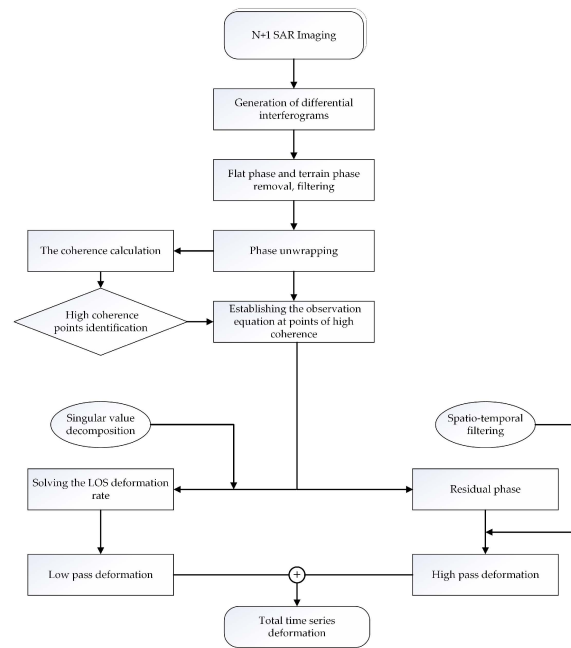 N+1 SAR Imaging
Generation of differential
interferograms
Flat phase and terrain phase
removal, filtering
The coherence calculation
Phase unwrapping
High coherence
points identification
Establishing the observation
equation at points of high
coherence
Singular value
decomposition
Spatio-temporal
filtering
Solving the LOS deformation
rate
Residual phase
Low pass deformation
+
High pass deformation
Total time series
deformation